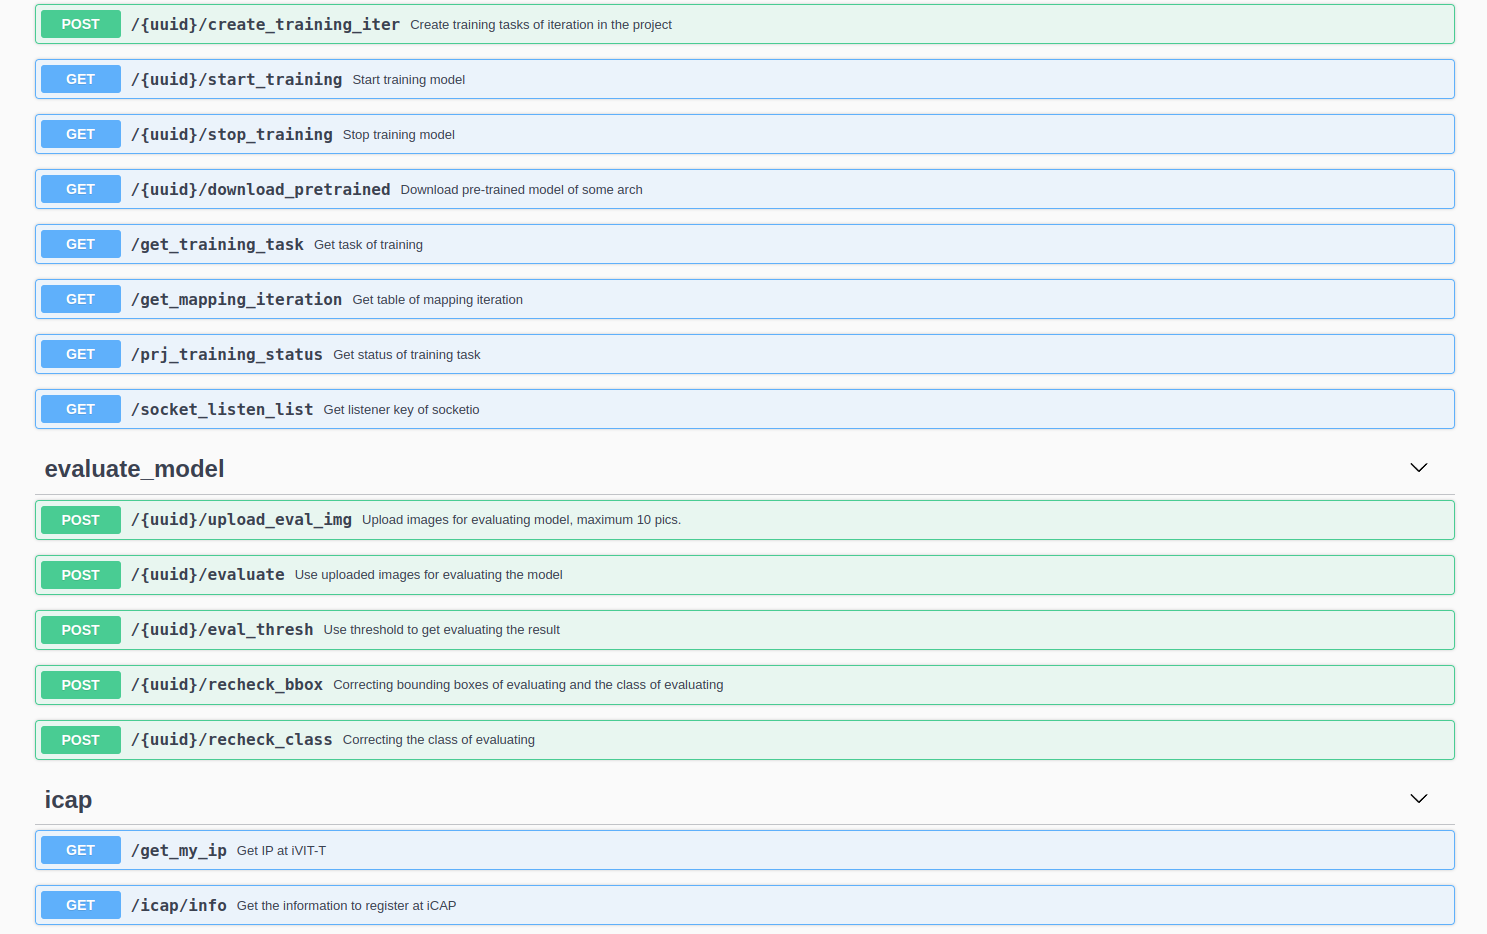 POST /{uuid}/create_training_iter Create training tasks of iteration in the project
GET /{uuid}/start_training Start training model
GET /{uuid}/stop_training Stop training model
GET /{uuid}/download_pretrained Download pre-trained model of some arch
GET /get_training_task Get task of training
GET /get_mapping_iteration Get table of mapping iteration
GET /prj_training_status Get status of training task
GET /socket_listen_list Get listener key of socketio
evaluate_model
POST /{uuid}/upload_eval_img Upload images for evaluating model, maximum 10 pics.
POST /{uuid}/evaluate Use uploaded images for evaluating the model
POST /{uuid}/eval_thresh Use threshold to get evaluating the result
POST /{uuid}/recheck_bbox Correcting bounding boxes of evaluating and the class of evaluating
POST /{uuid}/recheck_class Correcting the class of evaluating
icap
GET /get_my_ip Get IP at iVIT-T
GET /icap/info Get the information to register at iCAP